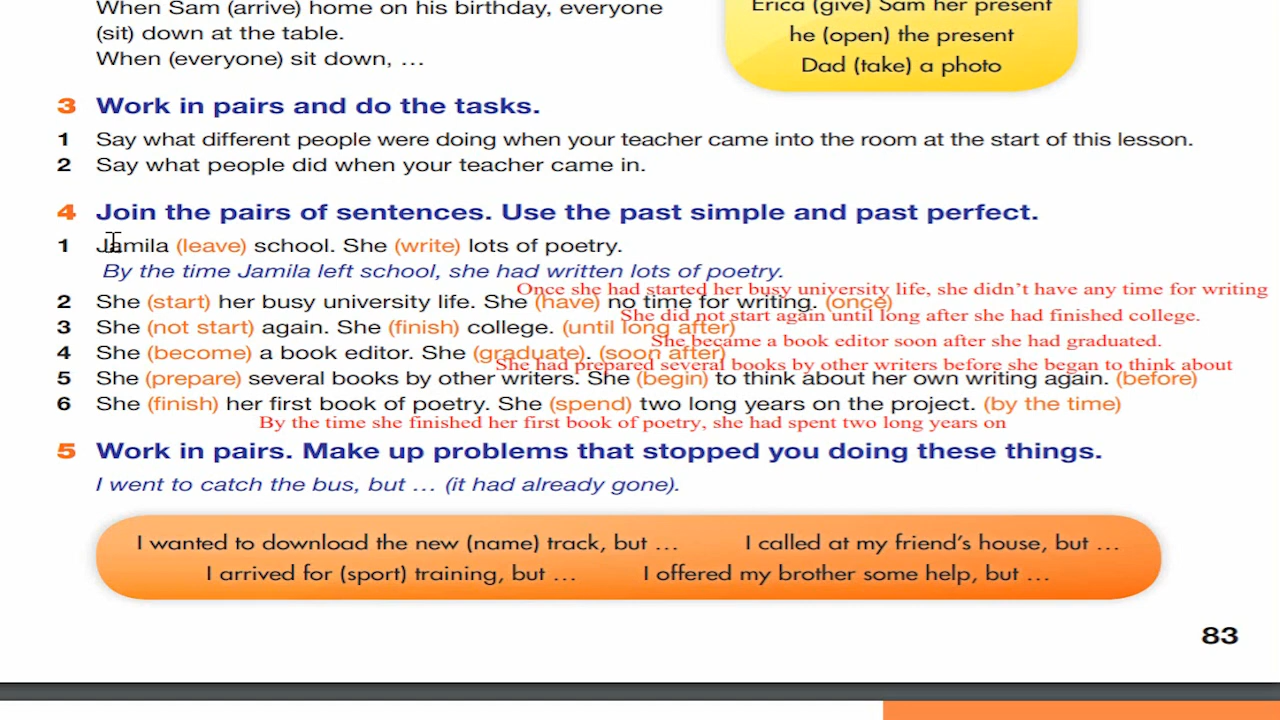 When Sam (arrive) home on his birthday, everyone
(sit) down at the table.
When (everyone) sit down, …
Erica (give) Sam her present
he (open) the present
Dad (take) a photo
3 Work in pairs and do the tasks.
1 Say what different people were doing when your teacher came into the room at the start of this lesson.
2 Say what people did when your teacher came in.
4 Join the pairs of sentences. Use the past simple and past perfect.
1 Jamila (leave) school. She (write) lots of poetry.
By the time Jamila left school, she had written lots of poetry.
Once she had started her busy university life, she didn't have any time for writing
2 She (start) her busy university life. She (have) no time for writing. (once)
She did not start again until long after she had finished college.
3 She (not start) again. She (finish) college. (until long after)
She became a book editor soon after she had graduated.
4 She (become) a book editor. She (graduate). (soon after)
She had prepared several books by other writers before she began to think about
5 She (prepare) several books by other writers. She (begin) to think about her own writing again. (before)
6 She (finish) her first book of poetry. She (spend) two long years on the project. (by the time)
By the time she finished her first book of poetry, she had spent two long years on
5 Work in pairs. Make up problems that stopped you doing these things.
I went to catch the bus, but … (it had already gone).
I wanted to download the new (name) track, but … I called at my friend's house, but …
I arrived for (sport) training, but … I offered my brother some help, but …
83